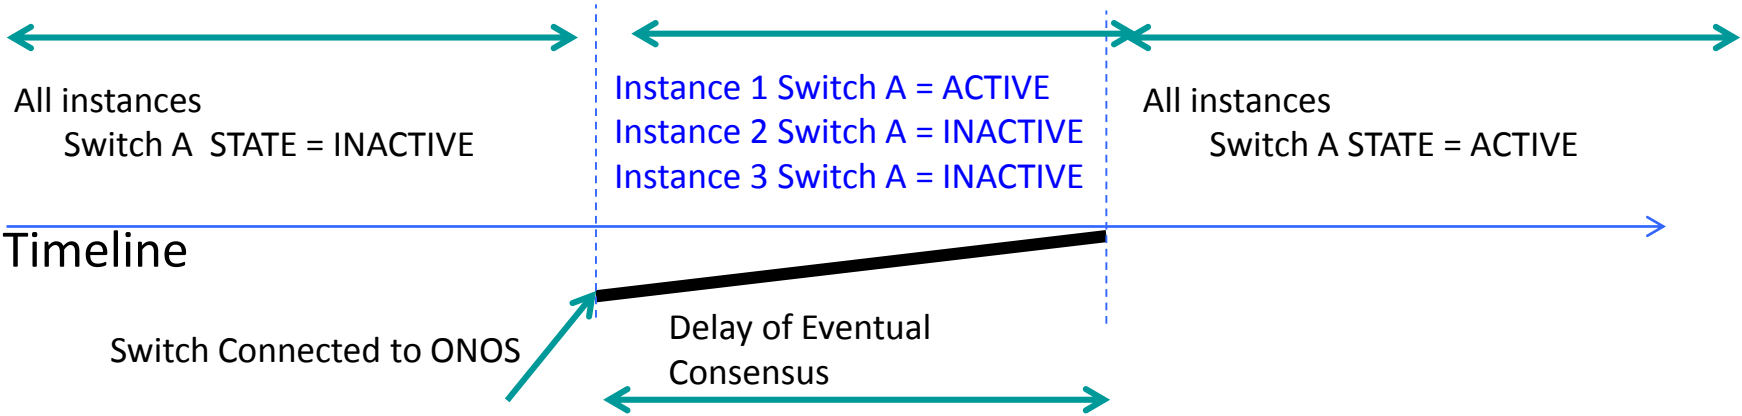 All instances
Switch A STATE = INACTIVE
Instance 1 Switch A = ACTIVE
Instance 2 Switch A = INACTIVE
Instance 3 Switch A = INACTIVE
All instances
Switch A STATE = ACTIVE
Timeline
Switch Connected to ONOS
Delay of Eventual
Consensus